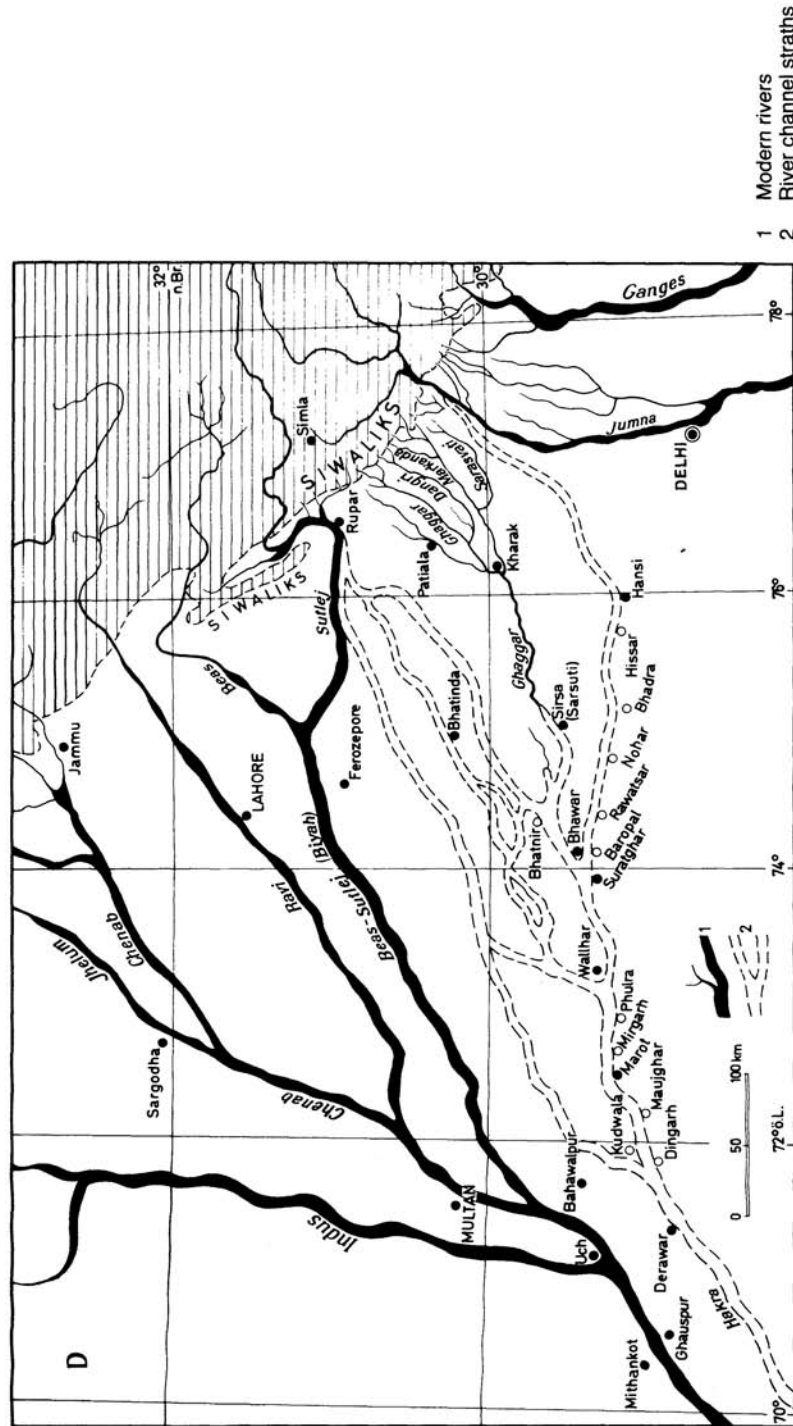 D
Indus
Jhelum
Chenab
Chenab
Jammu
Sargodha
Ravi
LAHORE
Beas
SIWALIKS
SIWALIKS
Simla
32°
n.Br.
Sutlej
Rupar
Beas-Sutlej (Biyah)
Ferozepore
MULTAN
Patiala
Ghaggar
Dangri
Markanda
Sarasvati
30°
Bhatinda
Kharak
Ghaggar
Bahawalpur
Uch
Bhatnir
Sirsa
(Sarsuti)
Bhawar
Wallhar
Jumna
Ganges
Kudwala
Phulra
Mirgarh
Marot
Maujghar
Dingarh
Suratghar
Baropal
Rawatsar
Nohar
Bhadra
Hissar
Hansi
DELHI
Mithankot
Ghauspur
Derawar
Hakra
0 50 100 km
1
2
70°
72° ö.L.
74°
76°
78°
1 Modern rivers
2 River channel straths